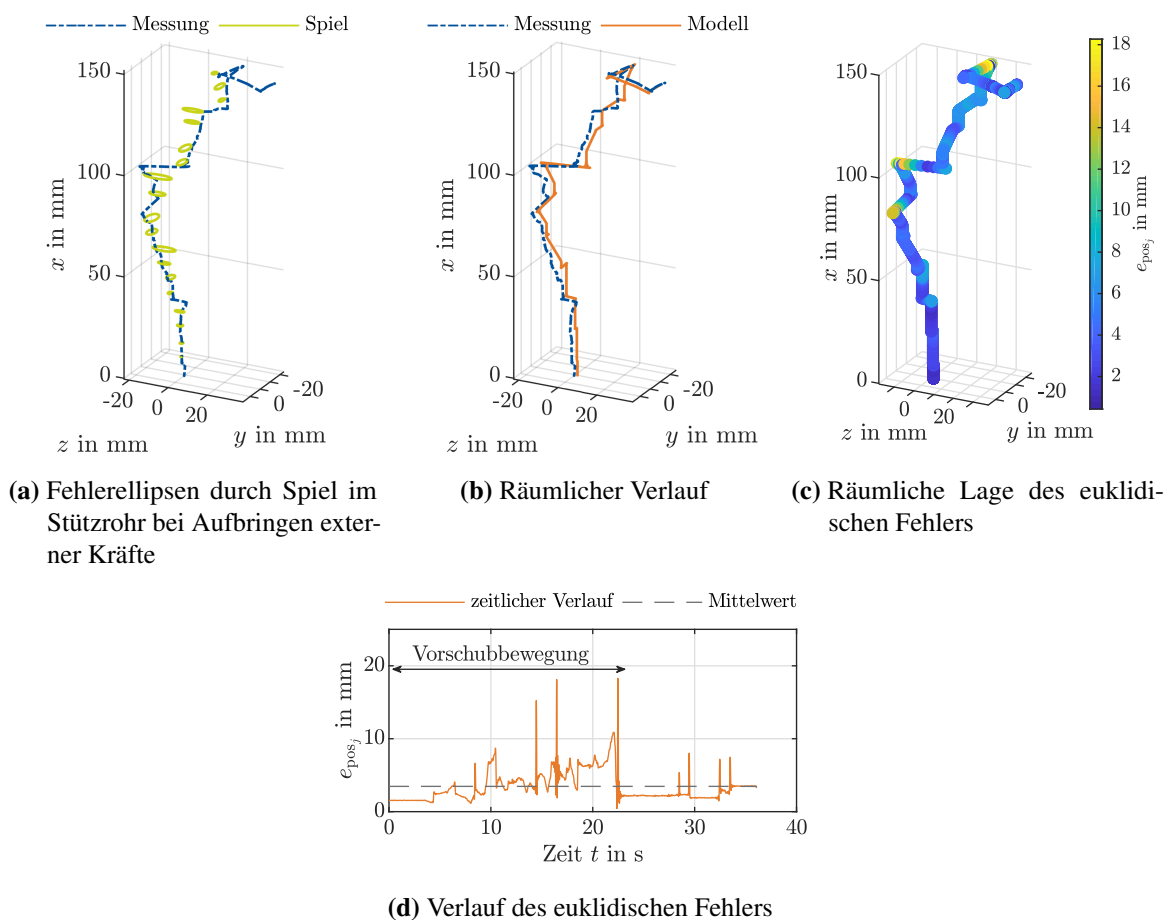 Messung Spiel
150
100
50
0
x in mm
-20
0
20
z in mm
-20
0
y in mm
(a) Fehlerellipsen durch Spiel im
Stützrohr bei Aufbringen exter-
ner Kräfte
Messung Modell
150
100
50
0
x in mm
-20
0
20
z in mm
-20
0
y in mm
(b) Räumlicher Verlauf
150
100
50
0
x in mm
0
20
z in mm
-20
0
y in mm
18
16
14
12
10
8
6
4
2
e_pos_j in mm
(c) Räumliche Lage des euklidi-
schen Fehlers
zeitlicher Verlauf Mittelwert
Vorschubbewegung
20
10
0
e_pos_j in mm
0 10 20 30 40
Zeit t in s
(d) Verlauf des euklidischen Fehlers